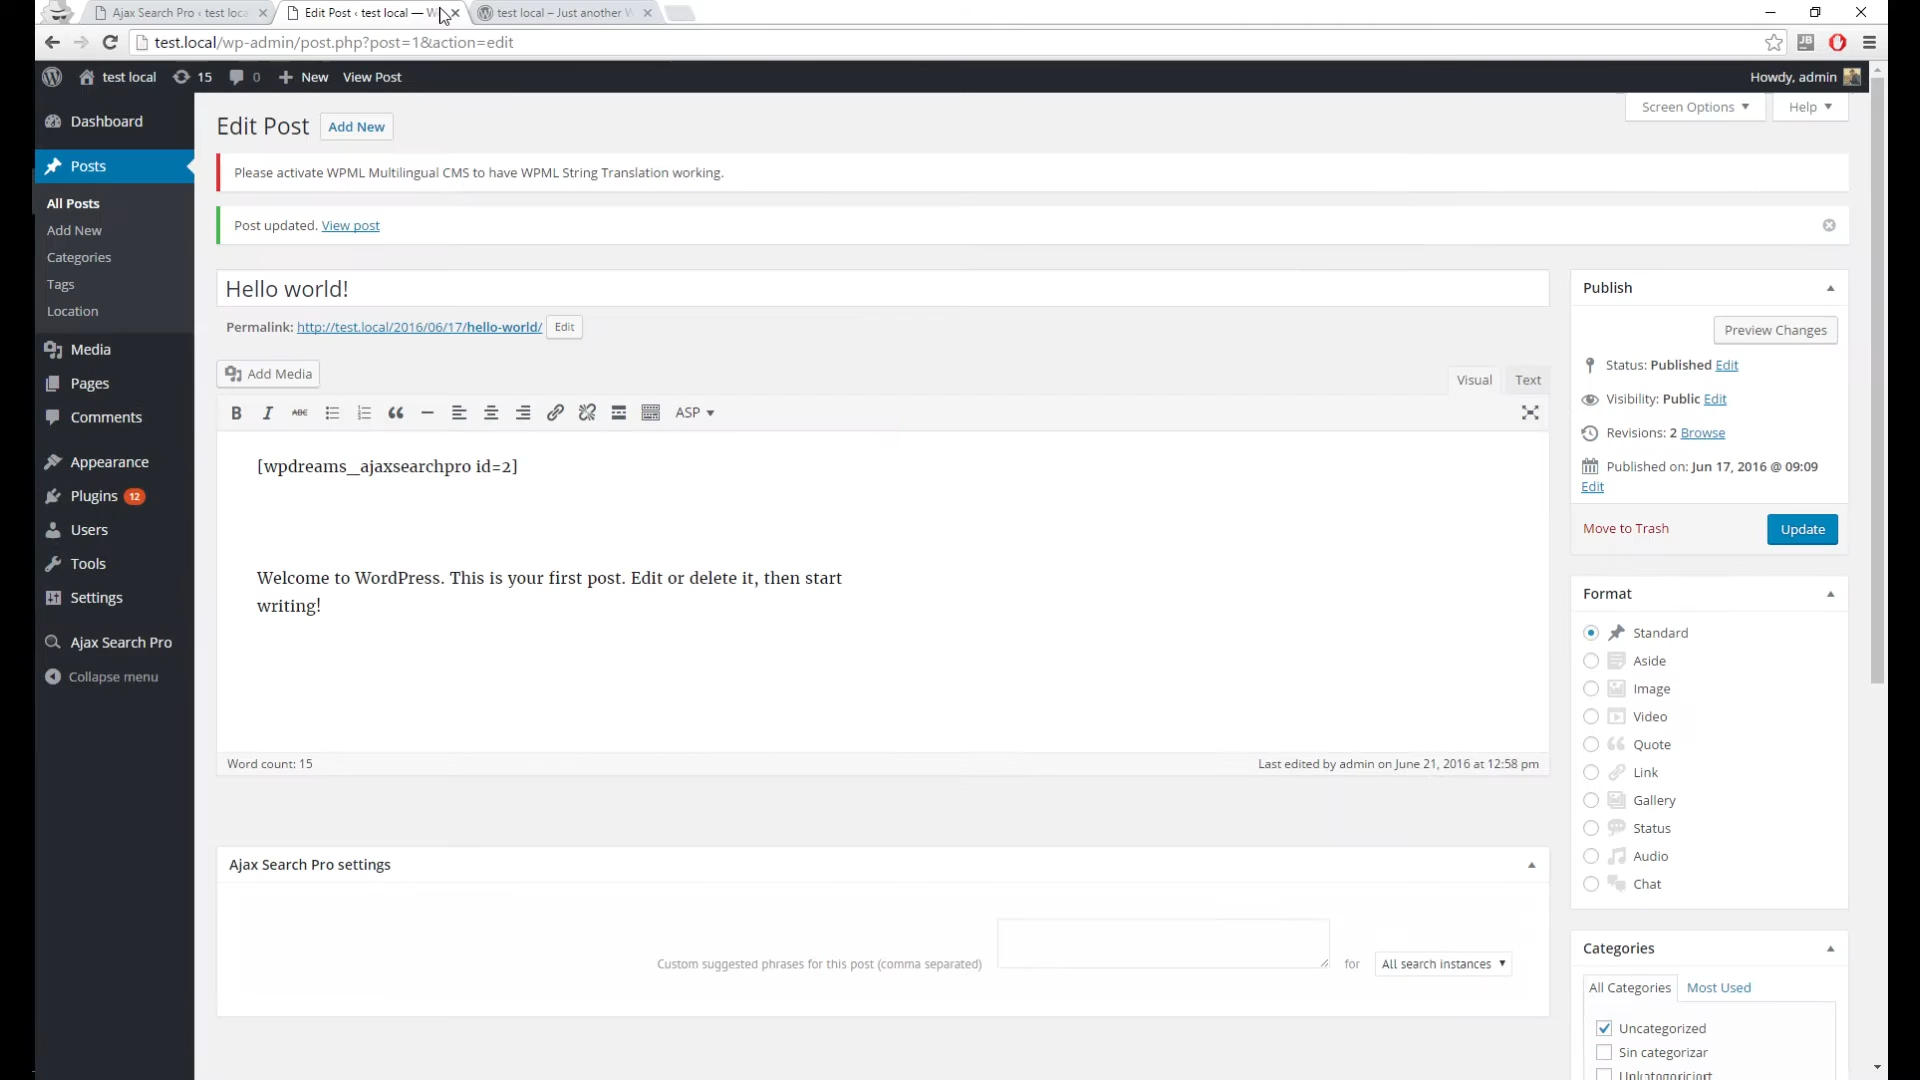 Ajax Search Pro ‹ test loca
Edit Post ‹ test local — W
test local – Just another W
test.local/wp-admin/post.php?post=1&action=edit
test local
15
0
New
View Post
Howdy, admin
Dashboard
Posts
All Posts
Add New
Categories
Tags
Location
Media
Pages
Comments
Appearance
Plugins 12
Users
Tools
Settings
Ajax Search Pro
Collapse menu
Screen Options
Help
Edit Post
Add New
Please activate WPML Multilingual CMS to have WPML String Translation working.
Post updated. View post
Hello world!
Permalink: http://test.local/2016/06/17/hello-world/ Edit
Add Media
Visual
Text
B I ABC
ASP
[wpdreams_ajaxsearchpro id=2]
Welcome to WordPress. This is your first post. Edit or delete it, then start
writing!
Word count: 15
Last edited by admin on June 21, 2016 at 12:58 pm
Ajax Search Pro settings
Custom suggested phrases for this post (comma separated)
for
All search instances
Publish
Preview Changes
Status: Published Edit
Visibility: Public Edit
Revisions: 2 Browse
Published on: Jun 17, 2016 @ 09:09
Edit
Move to Trash
Update
Format
Standard
Aside
Image
Video
Quote
Link
Gallery
Status
Audio
Chat
Categories
All Categories
Most Used
Uncategorized
Sin categorizar